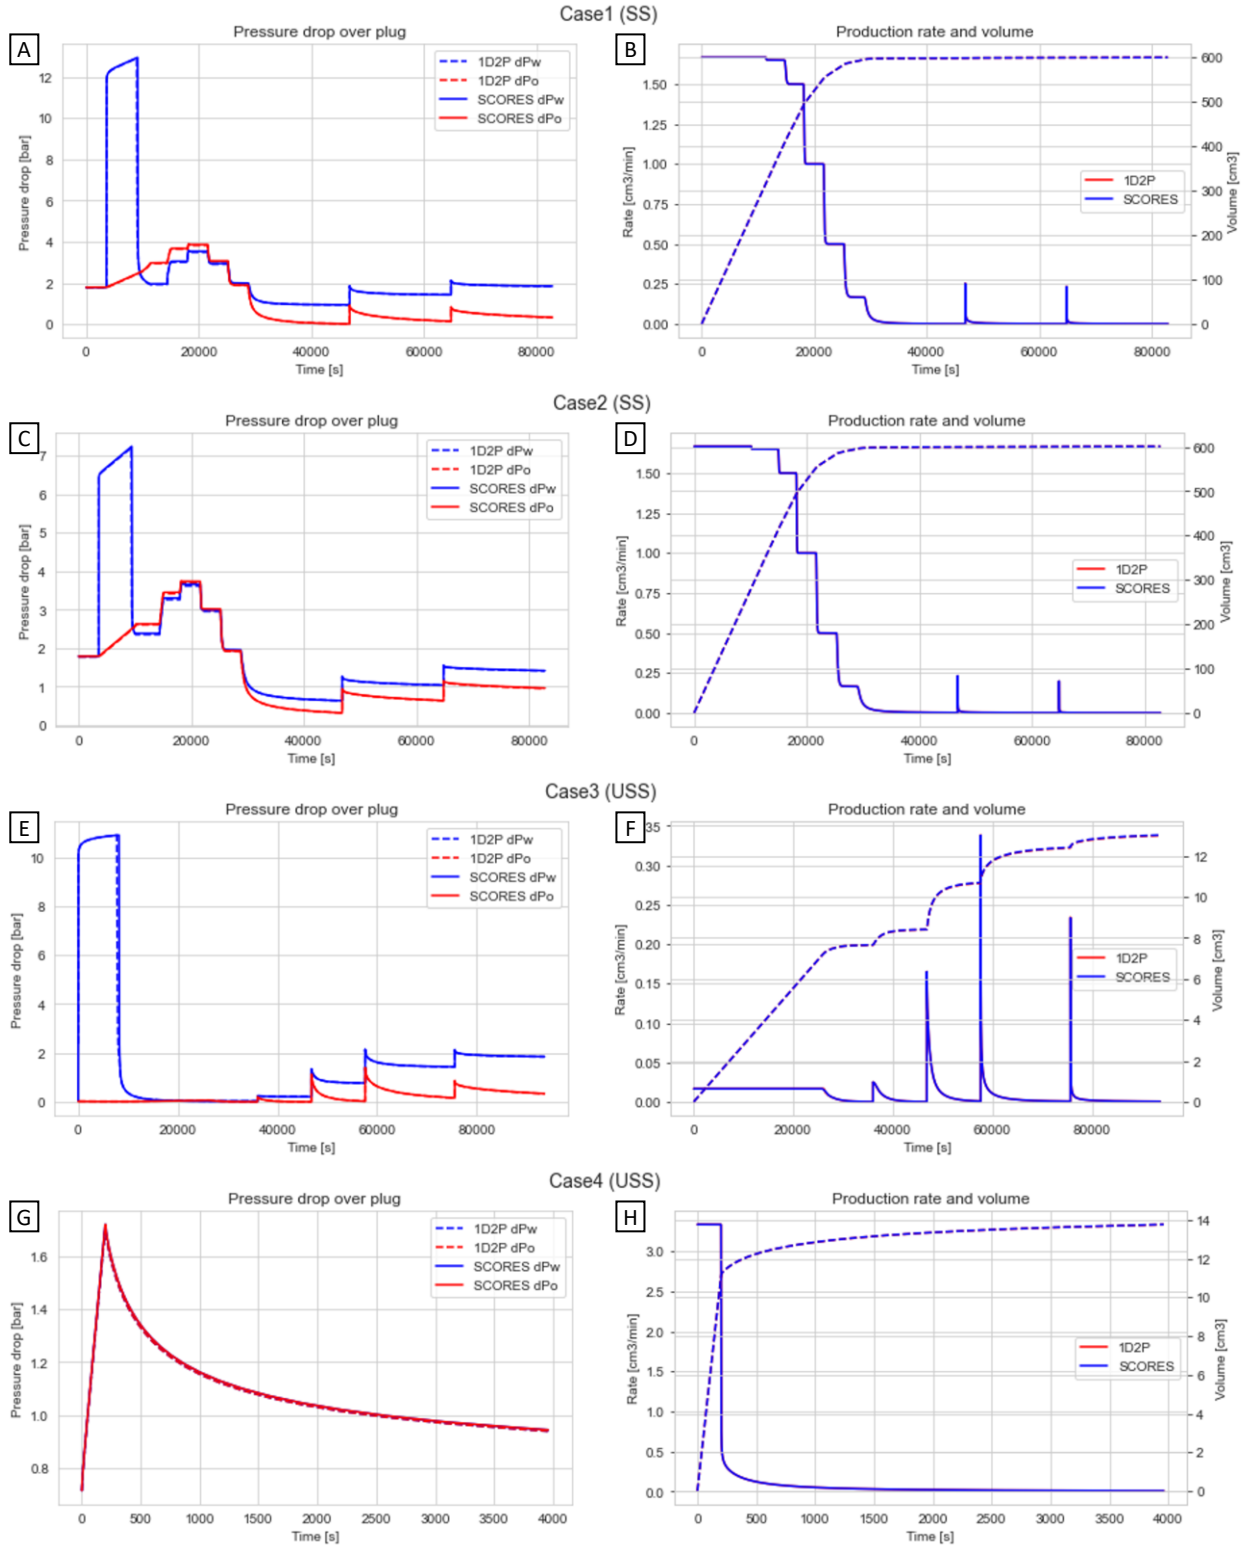 Case1 (SS)
A
Pressure drop over plug
1D2P dPw
1D2P dPo
SCORES dPw
SCORES dPo
Pressure drop [bar]
12
10
8
6
4
2
0
0 20000 40000 60000 80000
Time [s]
B
Production rate and volume
1D2P
SCORES
Rate [cm3/min]
1.50
1.25
1.00
0.75
0.50
0.25
0.00
600
500
400
300
200
100
0
Volume [cm3]
0 20000 40000 60000 80000
Time [s]
Case2 (SS)
C
Pressure drop over plug
1D2P dPw
1D2P dPo
SCORES dPw
SCORES dPo
Pressure drop [bar]
7
6
5
4
3
2
1
0
0 20000 40000 60000 80000
Time [s]
D
Production rate and volume
1D2P
SCORES
Rate [cm3/min]
1.50
1.25
1.00
0.75
0.50
0.25
0.00
600
500
400
300
200
100
0
Volume [cm3]
0 20000 40000 60000 80000
Time [s]
Case3 (USS)
E
Pressure drop over plug
1D2P dPw
1D2P dPo
SCORES dPw
SCORES dPo
Pressure drop [bar]
10
8
6
4
2
0
0 20000 40000 60000 80000
Time [s]
F
Production rate and volume
1D2P
SCORES
Rate [cm3/min]
0.35
0.30
0.25
0.20
0.15
0.10
0.05
0.00
12
10
8
6
4
2
0
Volume [cm3]
0 20000 40000 60000 80000
Time [s]
Case4 (USS)
G
Pressure drop over plug
1D2P dPw
1D2P dPo
SCORES dPw
SCORES dPo
Pressure drop [bar]
1.6
1.4
1.2
1.0
0.8
0 500 1000 1500 2000 2500 3000 3500 4000
Time [s]
H
Production rate and volume
1D2P
SCORES
Rate [cm3/min]
3.0
2.5
2.0
1.5
1.0
0.5
0.0
14
12
10
8
6
4
2
0
Volume [cm3]
0 500 1000 1500 2000 2500 3000 3500 4000
Time [s]